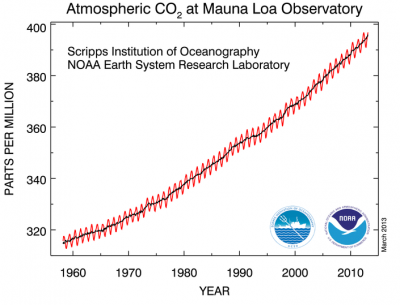 Atmospheric CO₂ at Mauna Loa Observatory
Scripps Institution of Oceanography
NOAA Earth System Research Laboratory
PARTS PER MILLION
400
380
360
340
320
1960
1970
1980
1990
2000
2010
YEAR
NOAA
March 2013